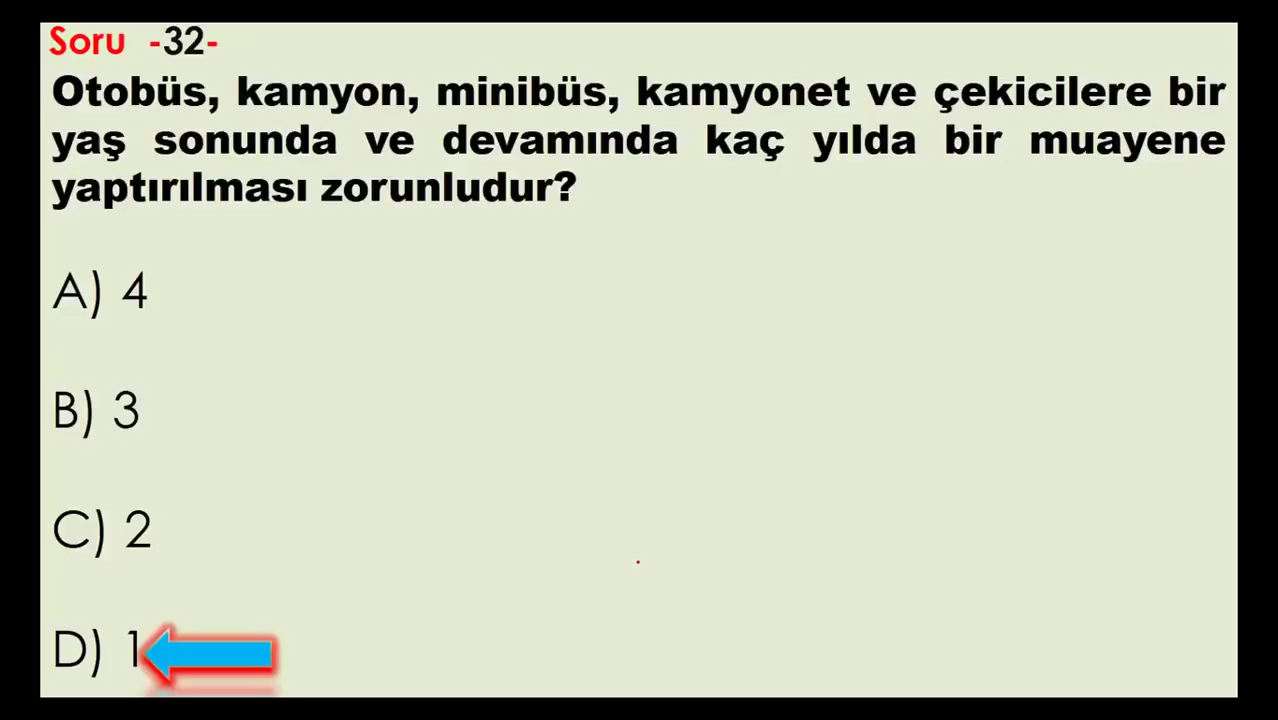 Soru -32-
Otobüs, kamyon, minibüs, kamyonet ve çekicilere bir
yaş sonunda ve devamında kaç yılda bir muayene
yaptırılması zorunludur?
A) 4
B) 3
C) 2
D) 1